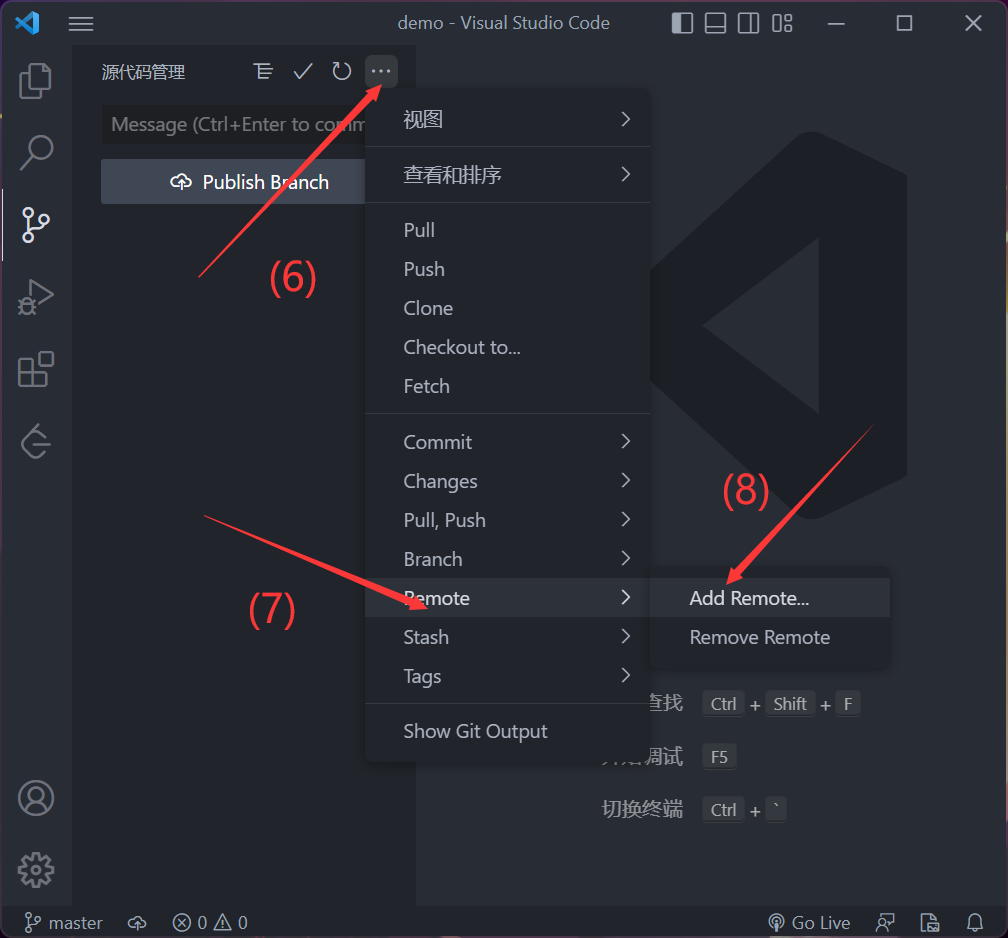 demo - Visual Studio Code
源代码管理
Message (Ctrl+Enter to comm
Publish Branch
(6)
视图
查看和排序
Pull
Push
Clone
Checkout to...
Fetch
Commit
Changes
Pull, Push
Branch
Remote
Stash
Tags
Show Git Output
(7)
(8)
Add Remote...
Remove Remote
查找 Ctrl + Shift + F
调试 F5
切换终端 Ctrl + `
master 0 0 Go Live